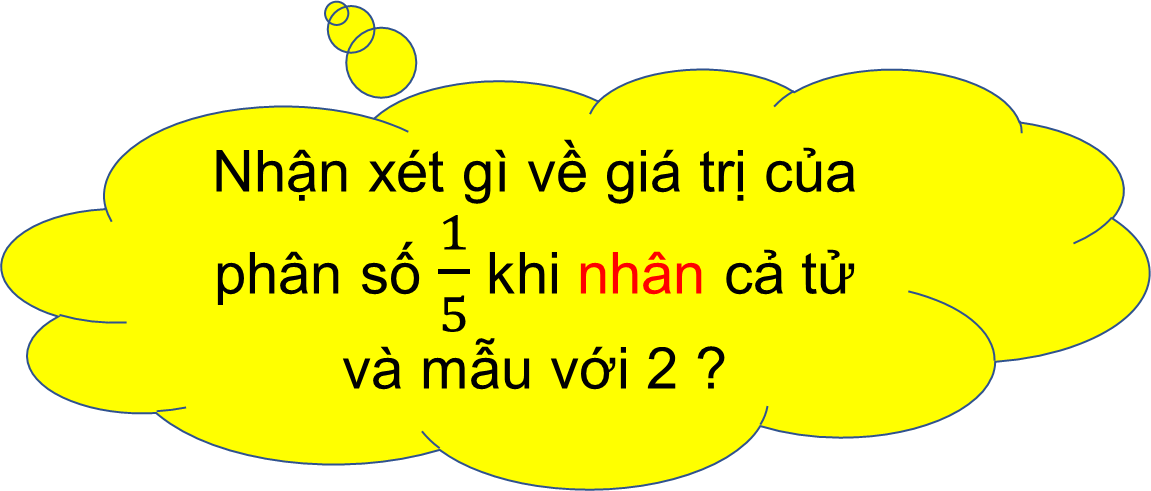 Nhận xét gì về giá trị của
phân số 1/5 khi nhân cả tử
và mẫu với 2 ?